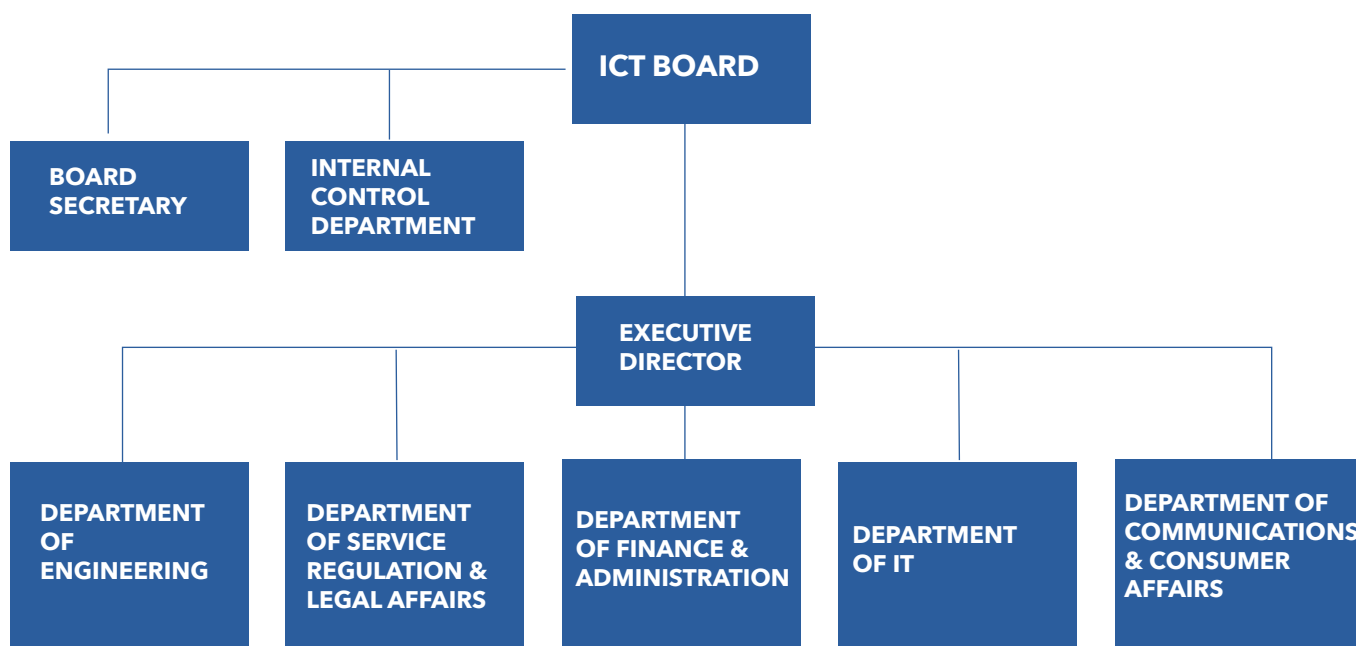 ICT BOARD
BOARD
SECRETARY
INTERNAL
CONTROL
DEPARTMENT
EXECUTIVE
DIRECTOR
DEPARTMENT
OF
ENGINEERING
DEPARTMENT
OF SERVICE
REGULATION &
LEGAL AFFAIRS
DEPARTMENT
OF FINANCE &
ADMINISTRATION
DEPARTMENT
OF IT
DEPARTMENT OF
COMMUNICATIONS
& CONSUMER
AFFAIRS